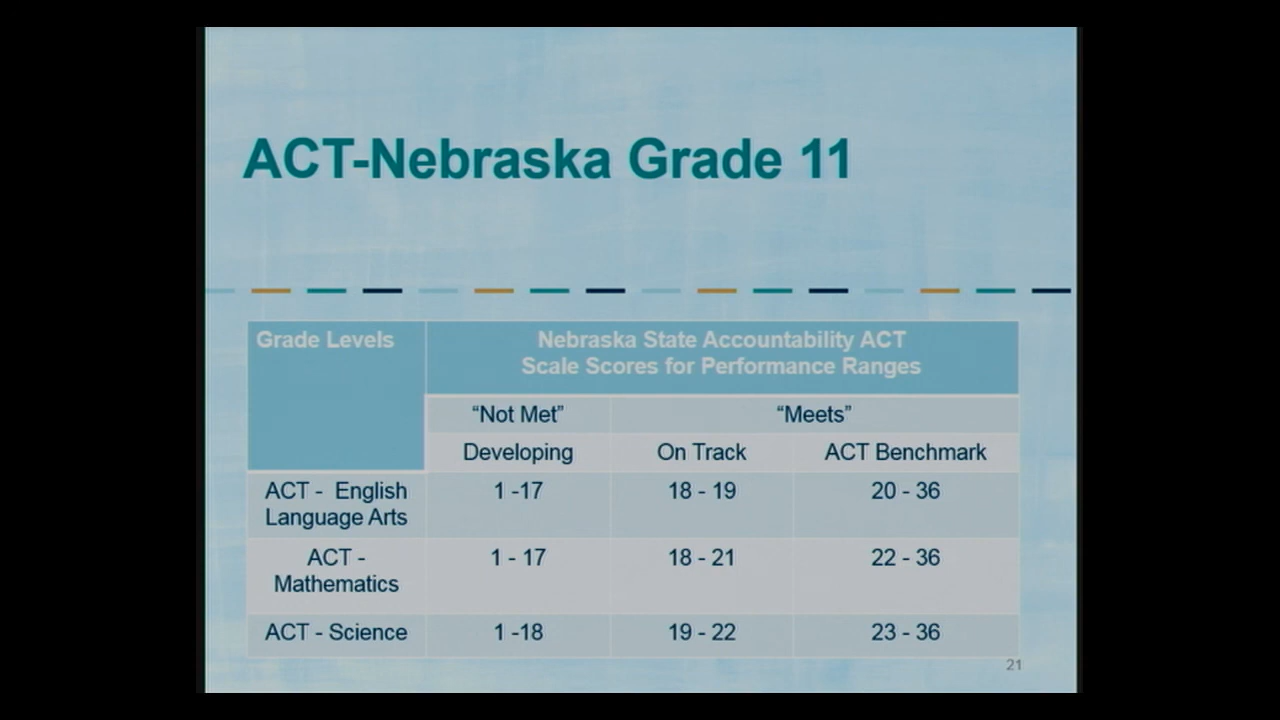 ACT-Nebraska Grade 11
Grade Levels
Nebraska State Accountability ACT
Scale Scores for Performance Ranges
“Not Met”
“Meets”
Developing
On Track
ACT Benchmark
ACT - English
Language Arts
1 -17
18 - 19
20 - 36
ACT -
Mathematics
1 - 17
18 - 21
22 - 36
ACT - Science
1 -18
19 - 22
23 - 36
21